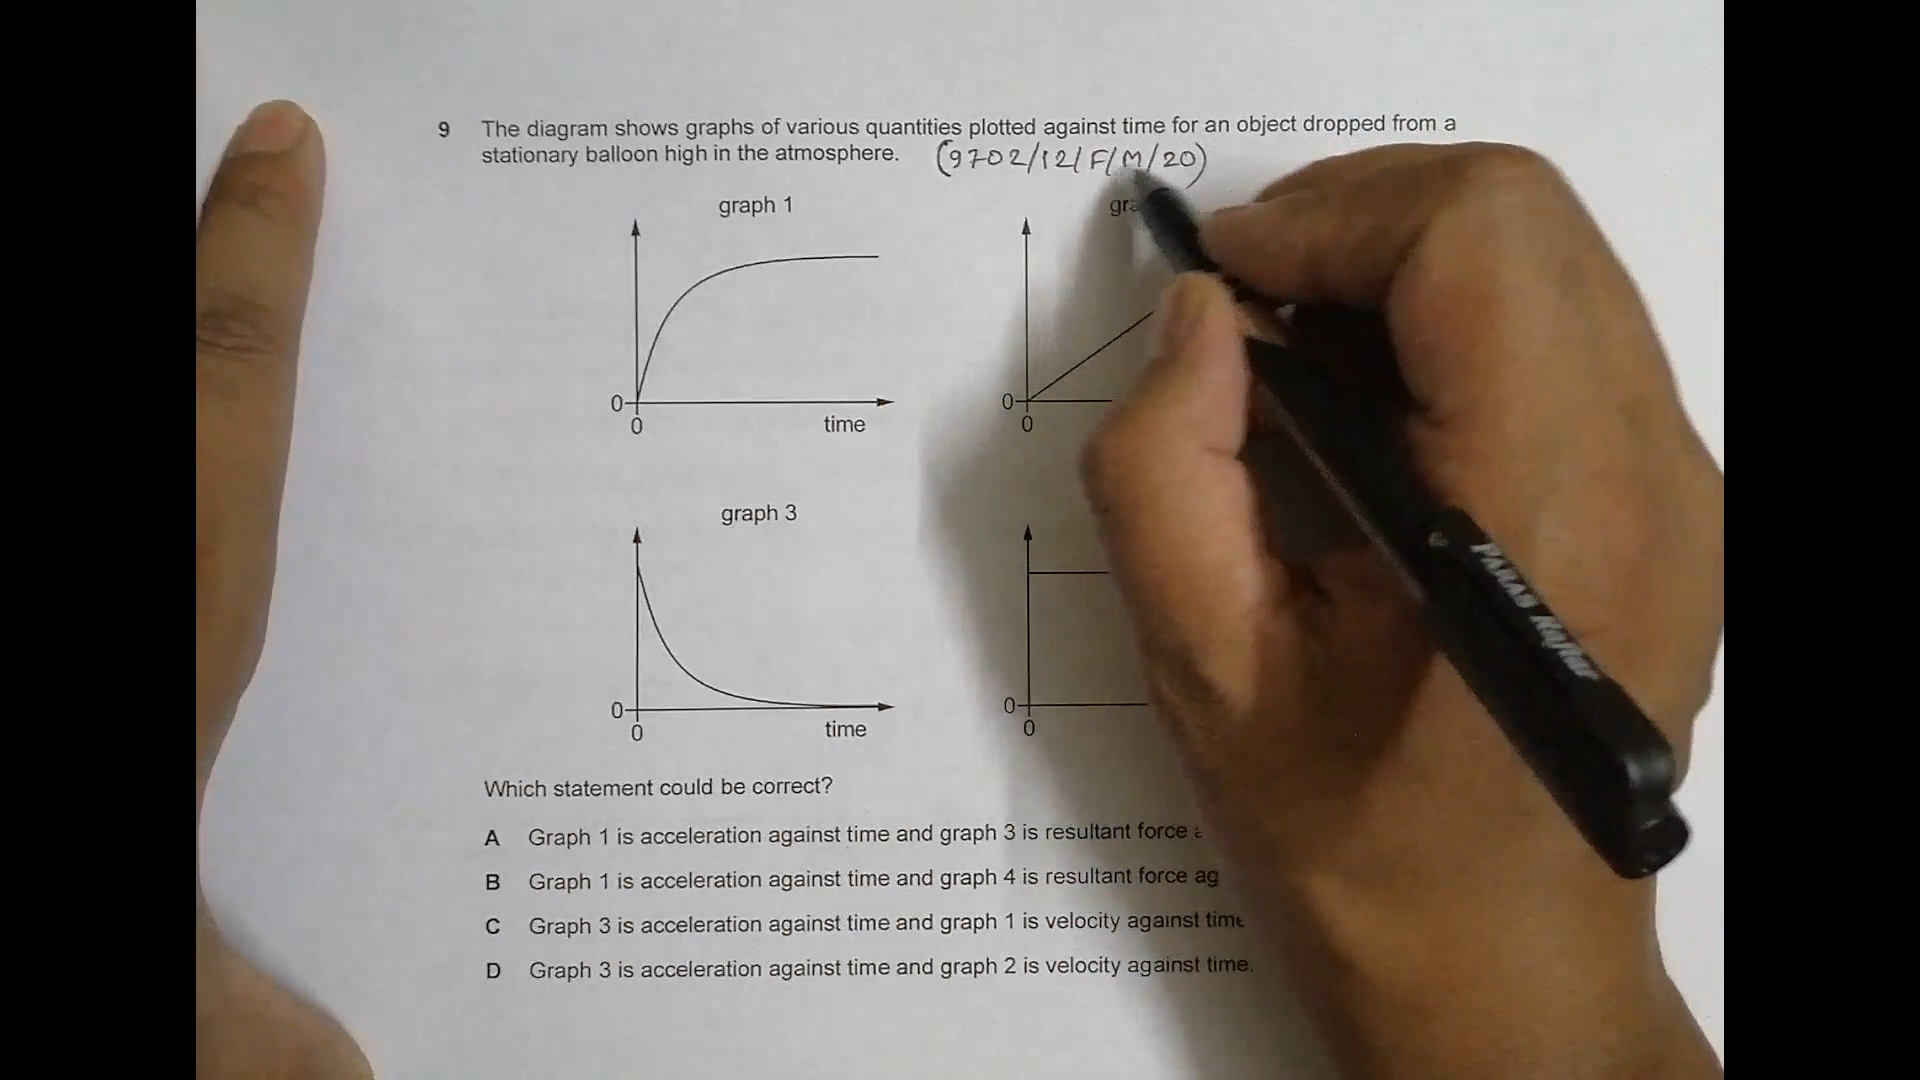 9 The diagram shows graphs of various quantities plotted against time for an object dropped from a
stationary balloon high in the atmosphere. (9702/12/F/M/20)
graph 1
0
0
time
0
0
graph 3
0
0
time
0
0
Which statement could be correct?
A Graph 1 is acceleration against time and graph 3 is resultant force
B Graph 1 is acceleration against time and graph 4 is resultant force
C Graph 3 is acceleration against time and graph 1 is velocity against time
D Graph 3 is acceleration against time and graph 2 is velocity against time.